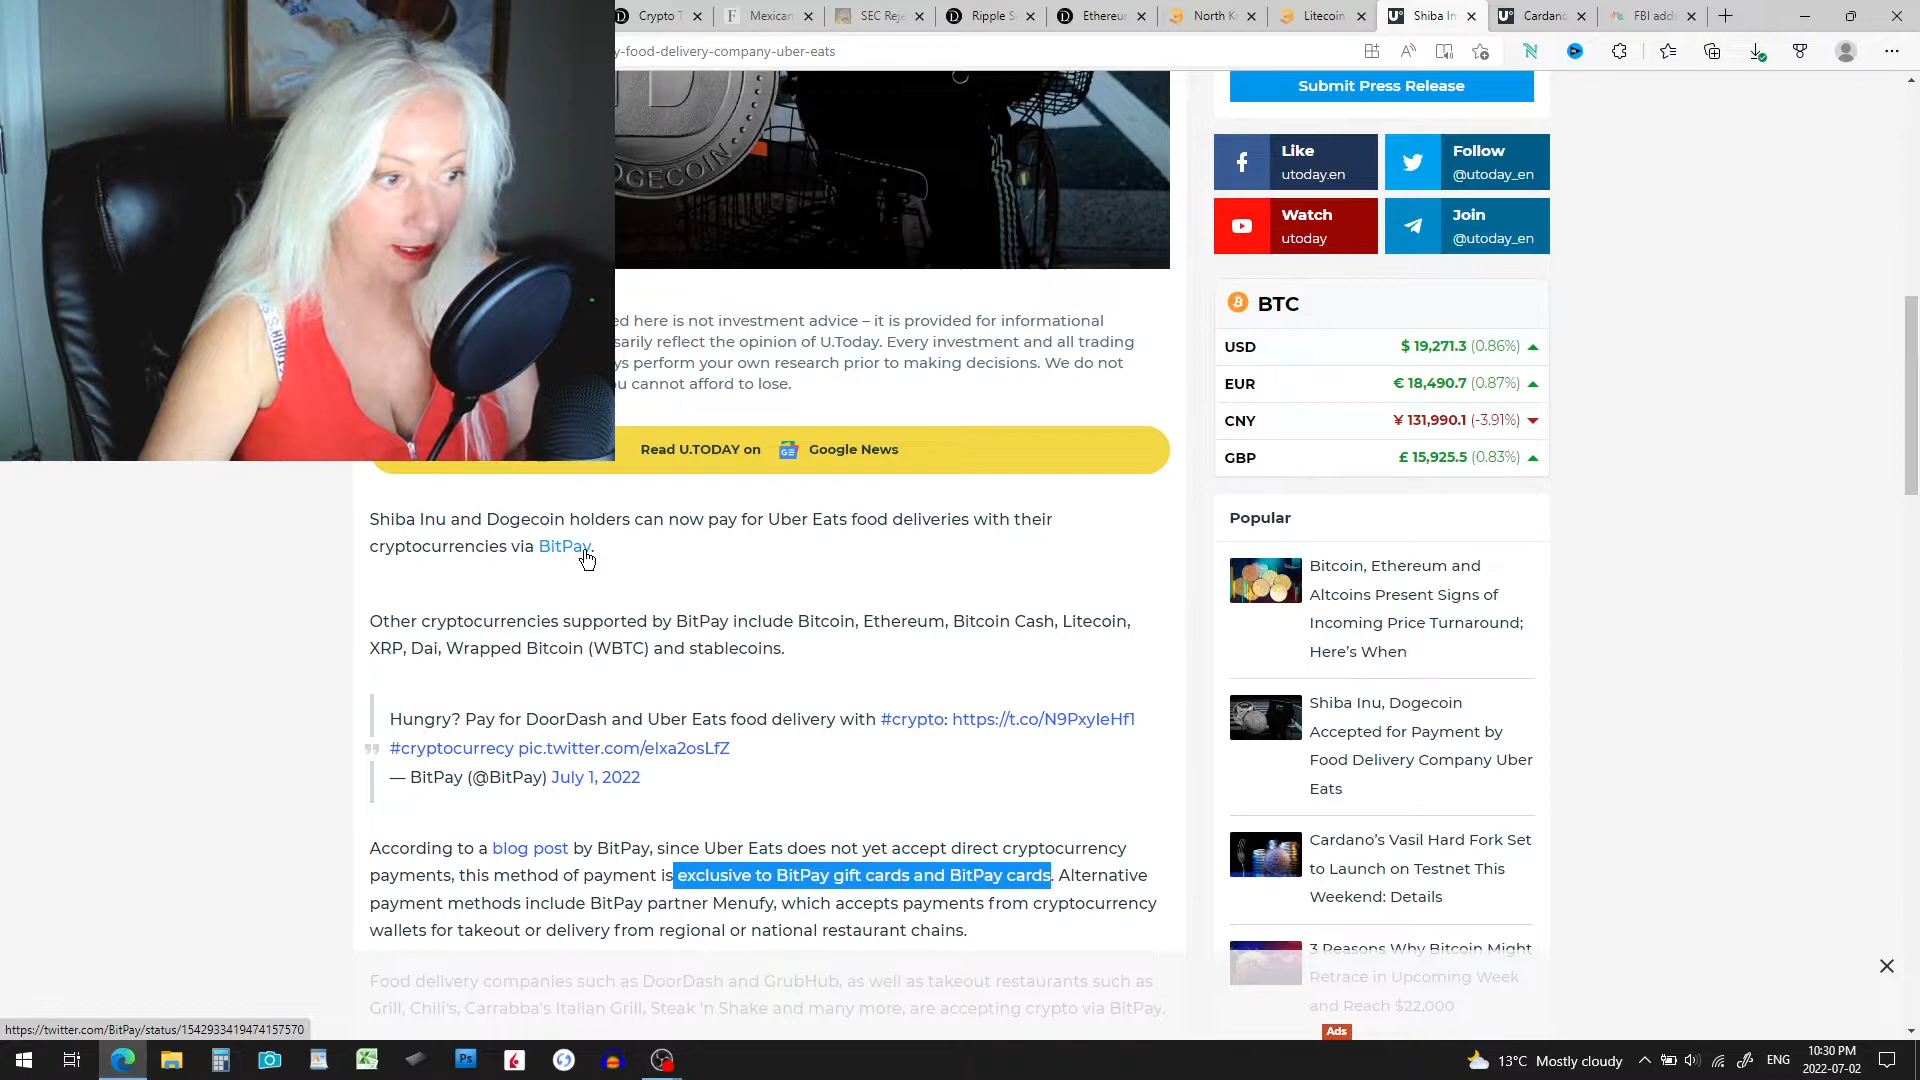 Crypto T
Mexican
SEC Reje
Ripple S
Ethereu
North K
Litecoin
Shiba In
Cardano
FBI adds
y-food-delivery-company-uber-eats
OGECOIN
Submit Press Release
Like
utoday.en
Follow
@utoday_en
Watch
utoday
Join
@utoday_en
BTC
USD $ 19,271.3 (0.86%)
EUR € 18,490.7 (0.87%)
CNY ¥ 131,990.1 (-3.91%)
GBP £ 15,925.5 (0.83%)
ed here is not investment advice – it is provided for informational
sarily reflect the opinion of U.Today. Every investment and all trading
ys perform your own research prior to making decisions. We do not
u cannot afford to lose.
Read U.TODAY on Google News
Shiba Inu and Dogecoin holders can now pay for Uber Eats food deliveries with their
cryptocurrencies via BitPay.
Other cryptocurrencies supported by BitPay include Bitcoin, Ethereum, Bitcoin Cash, Litecoin,
XRP, Dai, Wrapped Bitcoin (WBTC) and stablecoins.
Hungry? Pay for DoorDash and Uber Eats food delivery with #crypto: https://t.co/N9PxyIeHf1
#cryptocurrecy pic.twitter.com/eIxa2osLfZ
— BitPay (@BitPay) July 1, 2022
According to a blog post by BitPay, since Uber Eats does not yet accept direct cryptocurrency
payments, this method of payment is exclusive to BitPay gift cards and BitPay cards. Alternative
payment methods include BitPay partner Menufy, which accepts payments from cryptocurrency
wallets for takeout or delivery from regional or national restaurant chains.
Food delivery companies such as DoorDash and GrubHub, as well as takeout restaurants such as
Grill, Chili's, Carrabba's Italian Grill, Steak 'n Shake and many more, are accepting crypto via BitPay.
Popular
Bitcoin, Ethereum and
Altcoins Present Signs of
Incoming Price Turnaround;
Here's When
Shiba Inu, Dogecoin
Accepted for Payment by
Food Delivery Company Uber
Eats
Cardano's Vasil Hard Fork Set
to Launch on Testnet This
Weekend: Details
3 Reasons Why Bitcoin Might
Retrace in Upcoming Week
and Reach $22,000
Ads
https://twitter.com/BitPay/status/1542933419474157570
13°C Mostly cloudy
ENG
10:30 PM
2022-07-02